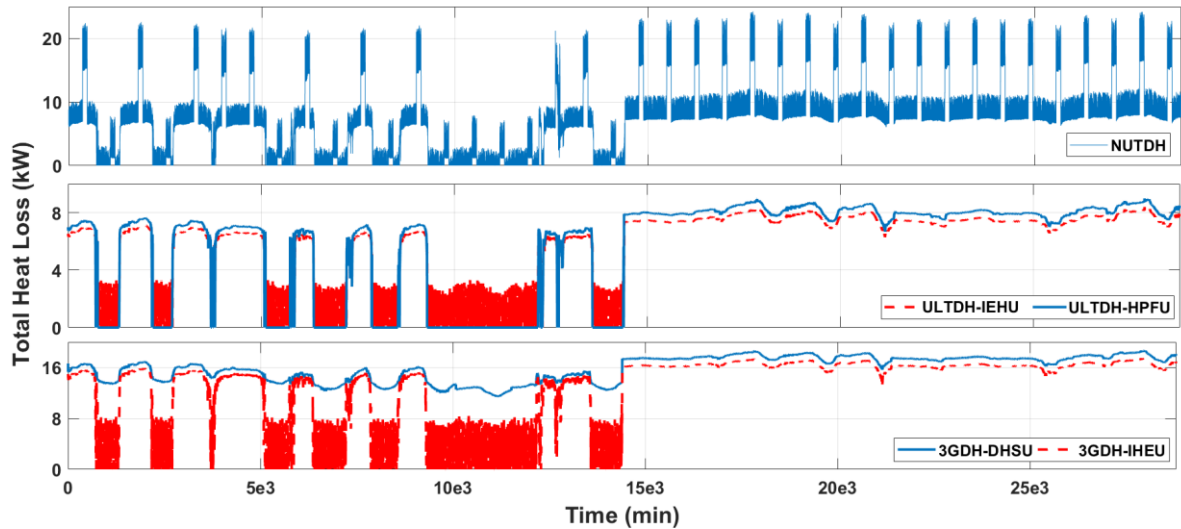 Total Heat Loss (kW)
20
10
0
NUTDH
8
4
0
ULTDH-IEHU ULTDH-HPFU
16
8
0
3GDH-DHSU 3GDH-IHEU
0 5e3 10e3 15e3 20e3 25e3
Time (min)